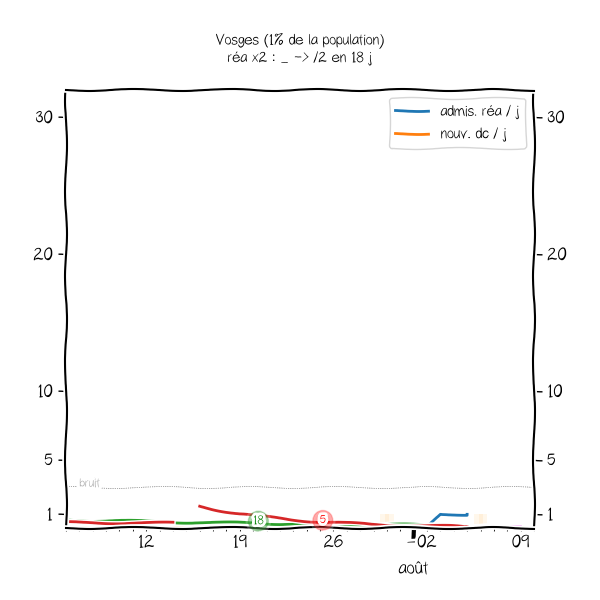 Vosges (1% de la population)
réa x2 : _ -> /2 en 18 j
admis. réa / j
nouv. dc / j
30
30
20
20
10
10
5
5
bruit
1
1
18
5
12
19
26
02
09
août